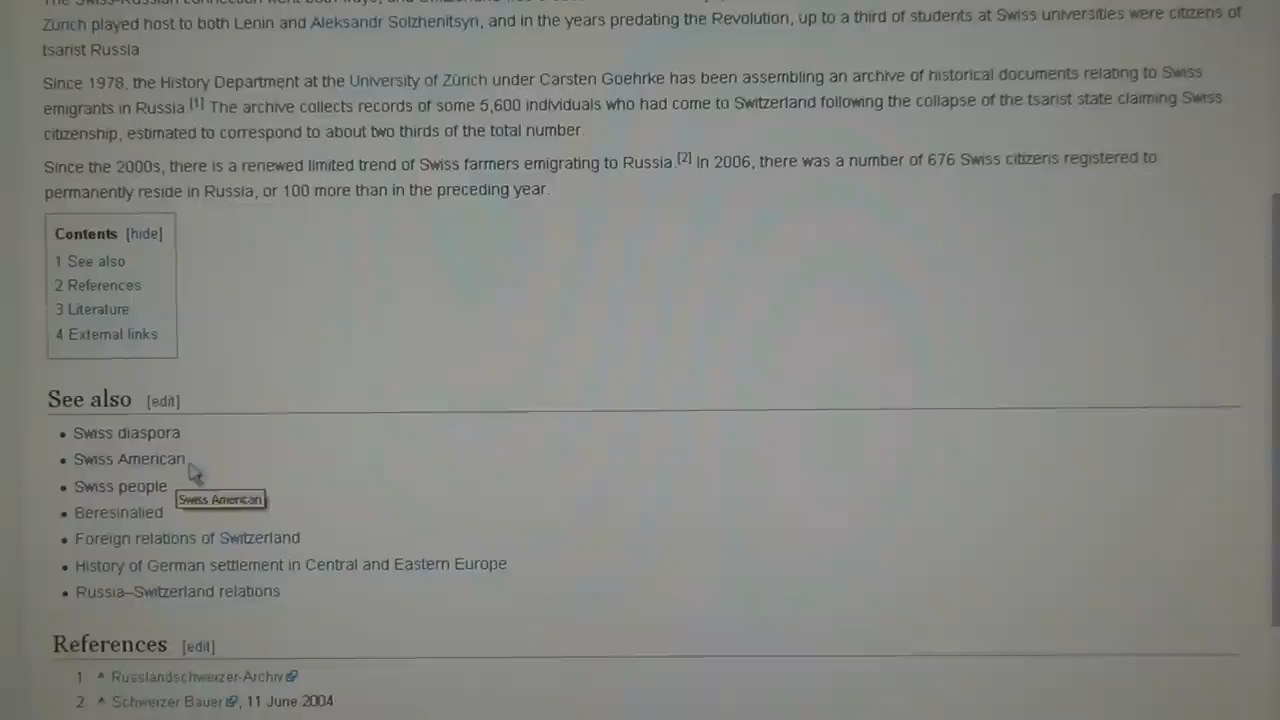 Zürich played host to both Lenin and Aleksandr Solzhenitsyn, and in the years predating the Revolution, up to a third of students at Swiss universities were citizens of
tsarist Russia
Since 1978, the History Department at the University of Zürich under Carsten Goehrke has been assembling an archive of historical documents relating to Swiss
emigrants in Russia.[1] The archive collects records of some 5,600 individuals who had come to Switzerland following the collapse of the tsarist state claiming Swiss
citizenship, estimated to correspond to about two thirds of the total number.
Since the 2000s, there is a renewed limited trend of Swiss farmers emigrating to Russia.[2] In 2006, there was a number of 676 Swiss citizens registered to
permanently reside in Russia, or 100 more than in the preceding year.
Contents [hide]
1 See also
2 References
3 Literature
4 External links
See also [edit]
• Swiss diaspora
• Swiss American
• Swiss people
Swiss American
• Beresinalied
• Foreign relations of Switzerland
• History of German settlement in Central and Eastern Europe
• Russia–Switzerland relations
References [edit]
1 ^ Russlandschweizer-Archiv
2 ^ Schweizer Bauer, 11 June 2004